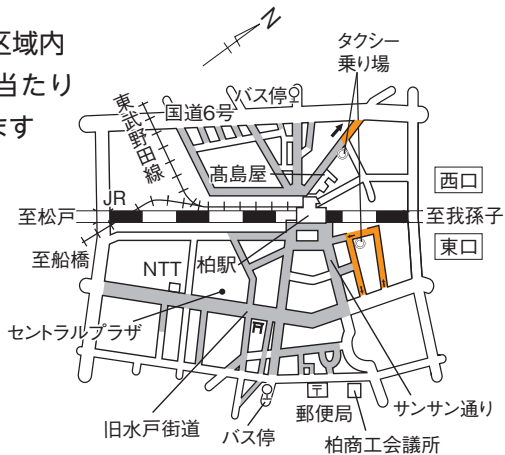 区域内
当たり
ます
N
タクシー
乗り場
バス停
国道6号
東武野田線
髙島屋
西口
JR
至松戸
至我孫子
東口
至船橋
NTT
柏駅
セントラルプラザ
〒
郵便局
サンサン通り
旧水戸街道
バス停
柏商工会議所